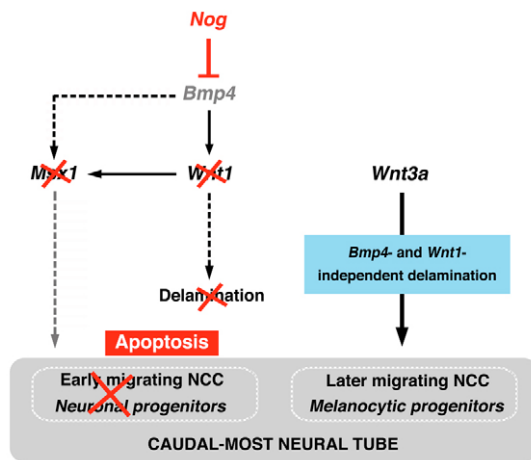 Nog
Bmp4
Msx1
Wnt1
Wnt3a
Bmp4- and Wnt1-
independent delamination
Delamination
Apoptosis
Early migrating NCC
Neuronal progenitors
Later migrating NCC
Melanocytic progenitors
CAUDAL-MOST NEURAL TUBE